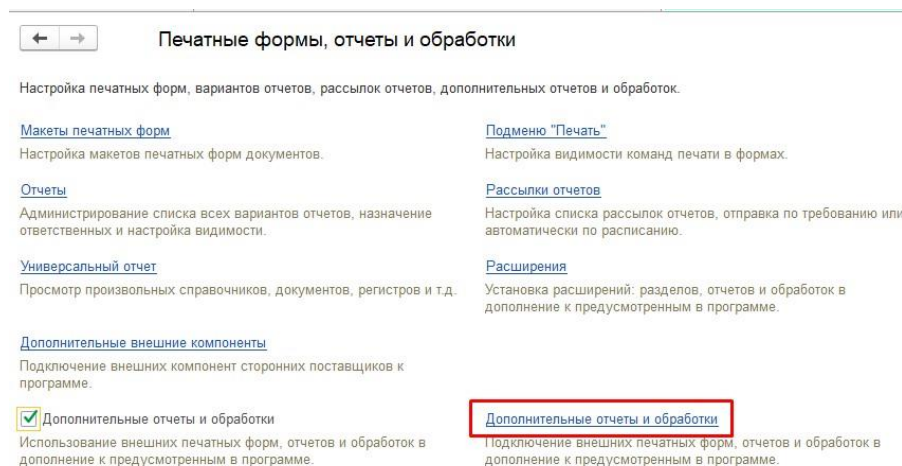 Печатные формы, отчеты и обработки
Настройка печатных форм, вариантов отчетов, рассылок отчетов, дополнительных отчетов и обработок.
Макеты печатных форм
Настройка макетов печатных форм документов.
Подменю "Печать"
Настройка видимости команд печати в формах.
Отчеты
Администрирование списка всех вариантов отчетов, назначение
ответственных и настройка видимости.
Рассылки отчетов
Настройка списка рассылок отчетов, отправка по требованию или
автоматически по расписанию.
Универсальный отчет
Просмотр произвольных справочников, документов, регистров и т.д.
Расширения
Установка расширений: разделов, отчетов и обработок в
дополнение к предусмотренным в программе.
Дополнительные внешние компоненты
Подключение внешних компонент сторонних поставщиков к
программе.
Дополнительные отчеты и обработки
Использование внешних печатных форм, отчетов и обработок в
дополнение к предусмотренным в программе.
Дополнительные отчеты и обработки
Подключение внешних печатных форм, отчетов и обработок в
дополнение к предусмотренным в программе.